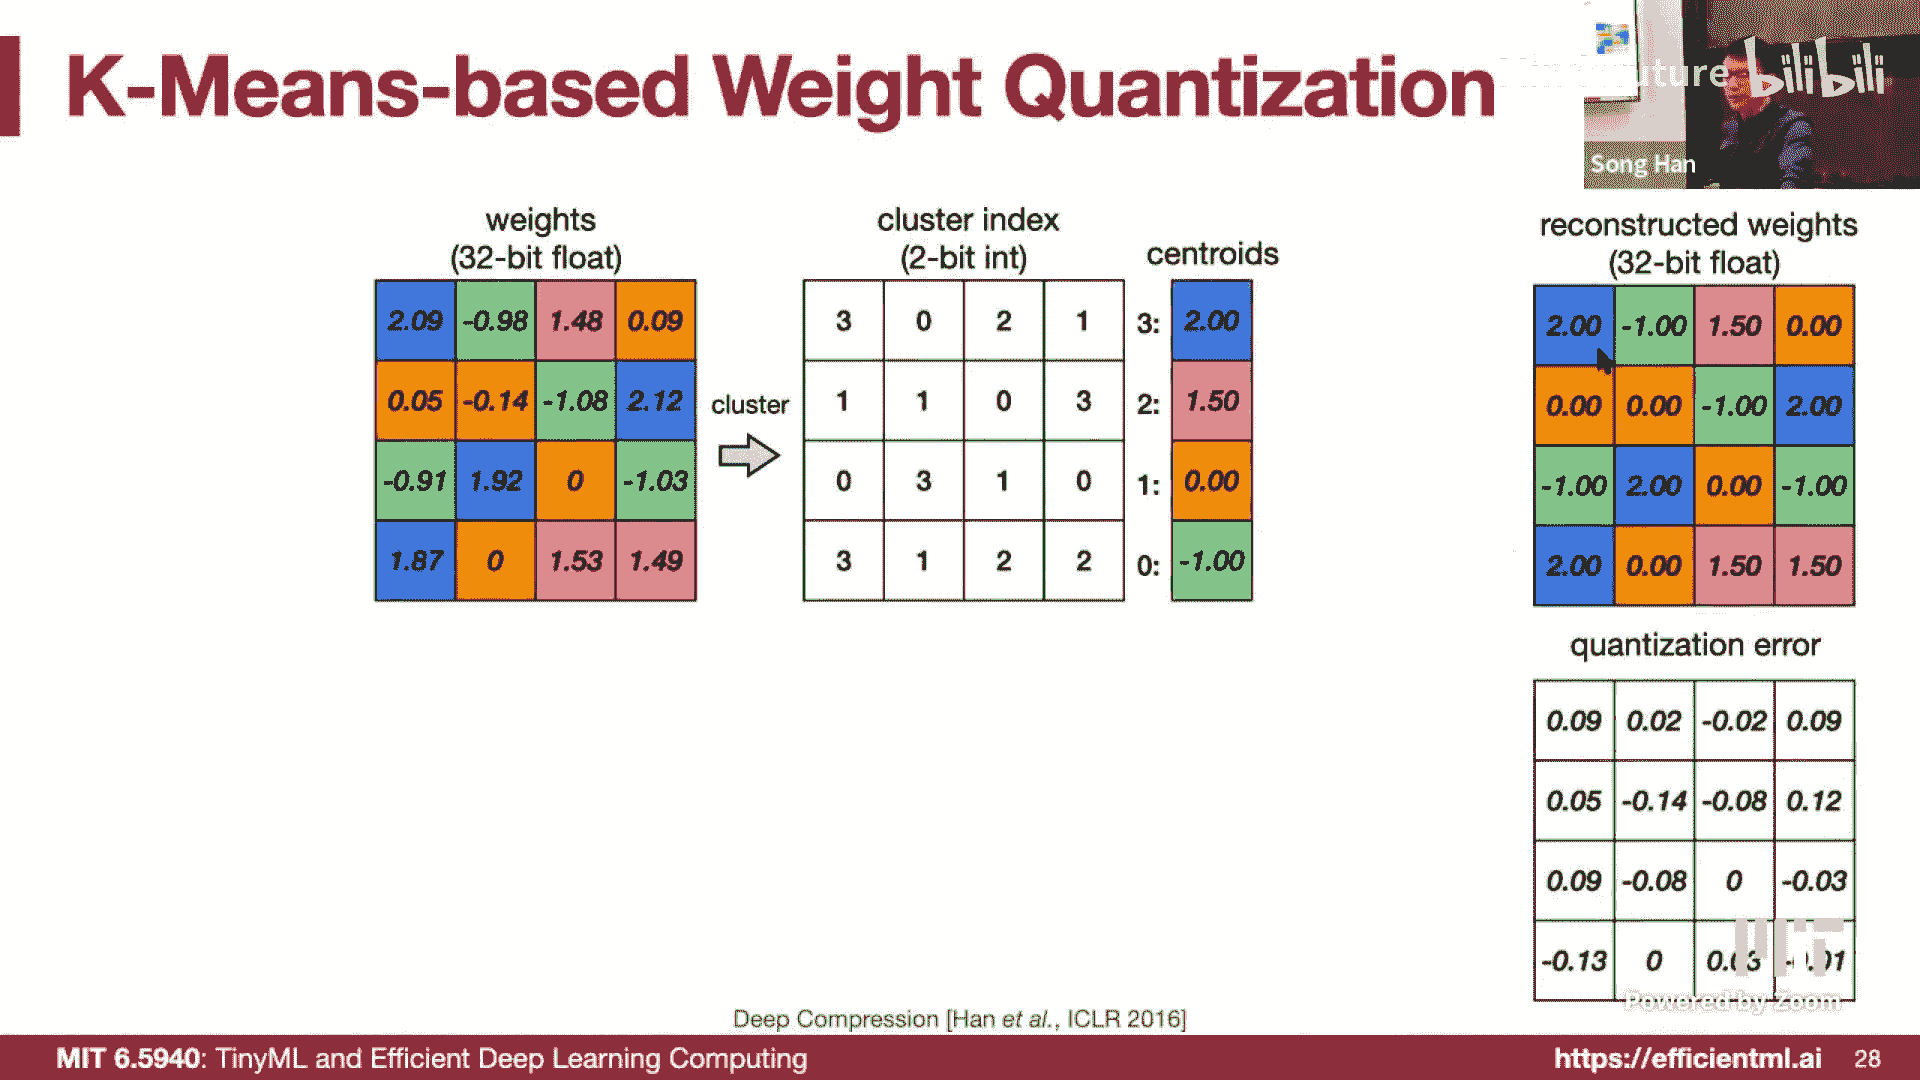 K-Means-based Weight Quantization
bilibili
Song Han
weights
(32-bit float)
2.09 -0.98 1.48 0.09
0.05 -0.14 -1.08 2.12
-0.91 1.92 0 -1.03
1.87 0 1.53 1.49
cluster
cluster index
(2-bit int)
3 0 2 1
1 1 0 3
0 3 1 0
3 1 2 2
centroids
3: 2.00
2: 1.50
1: 0.00
0: -1.00
reconstructed weights
(32-bit float)
2.00 -1.00 1.50 0.00
0.00 0.00 -1.00 2.00
-1.00 2.00 0.00 -1.00
2.00 0.00 1.50 1.50
quantization error
0.09 0.02 -0.02 0.09
0.05 -0.14 -0.08 0.12
0.09 -0.08 0 -0.03
-0.13 0 0.03 -0.01
Powered by Zoom
Deep Compression [Han et al., ICLR 2016]
MIT 6.5940: TinyML and Efficient Deep Learning Computing
https://efficientml.ai 28